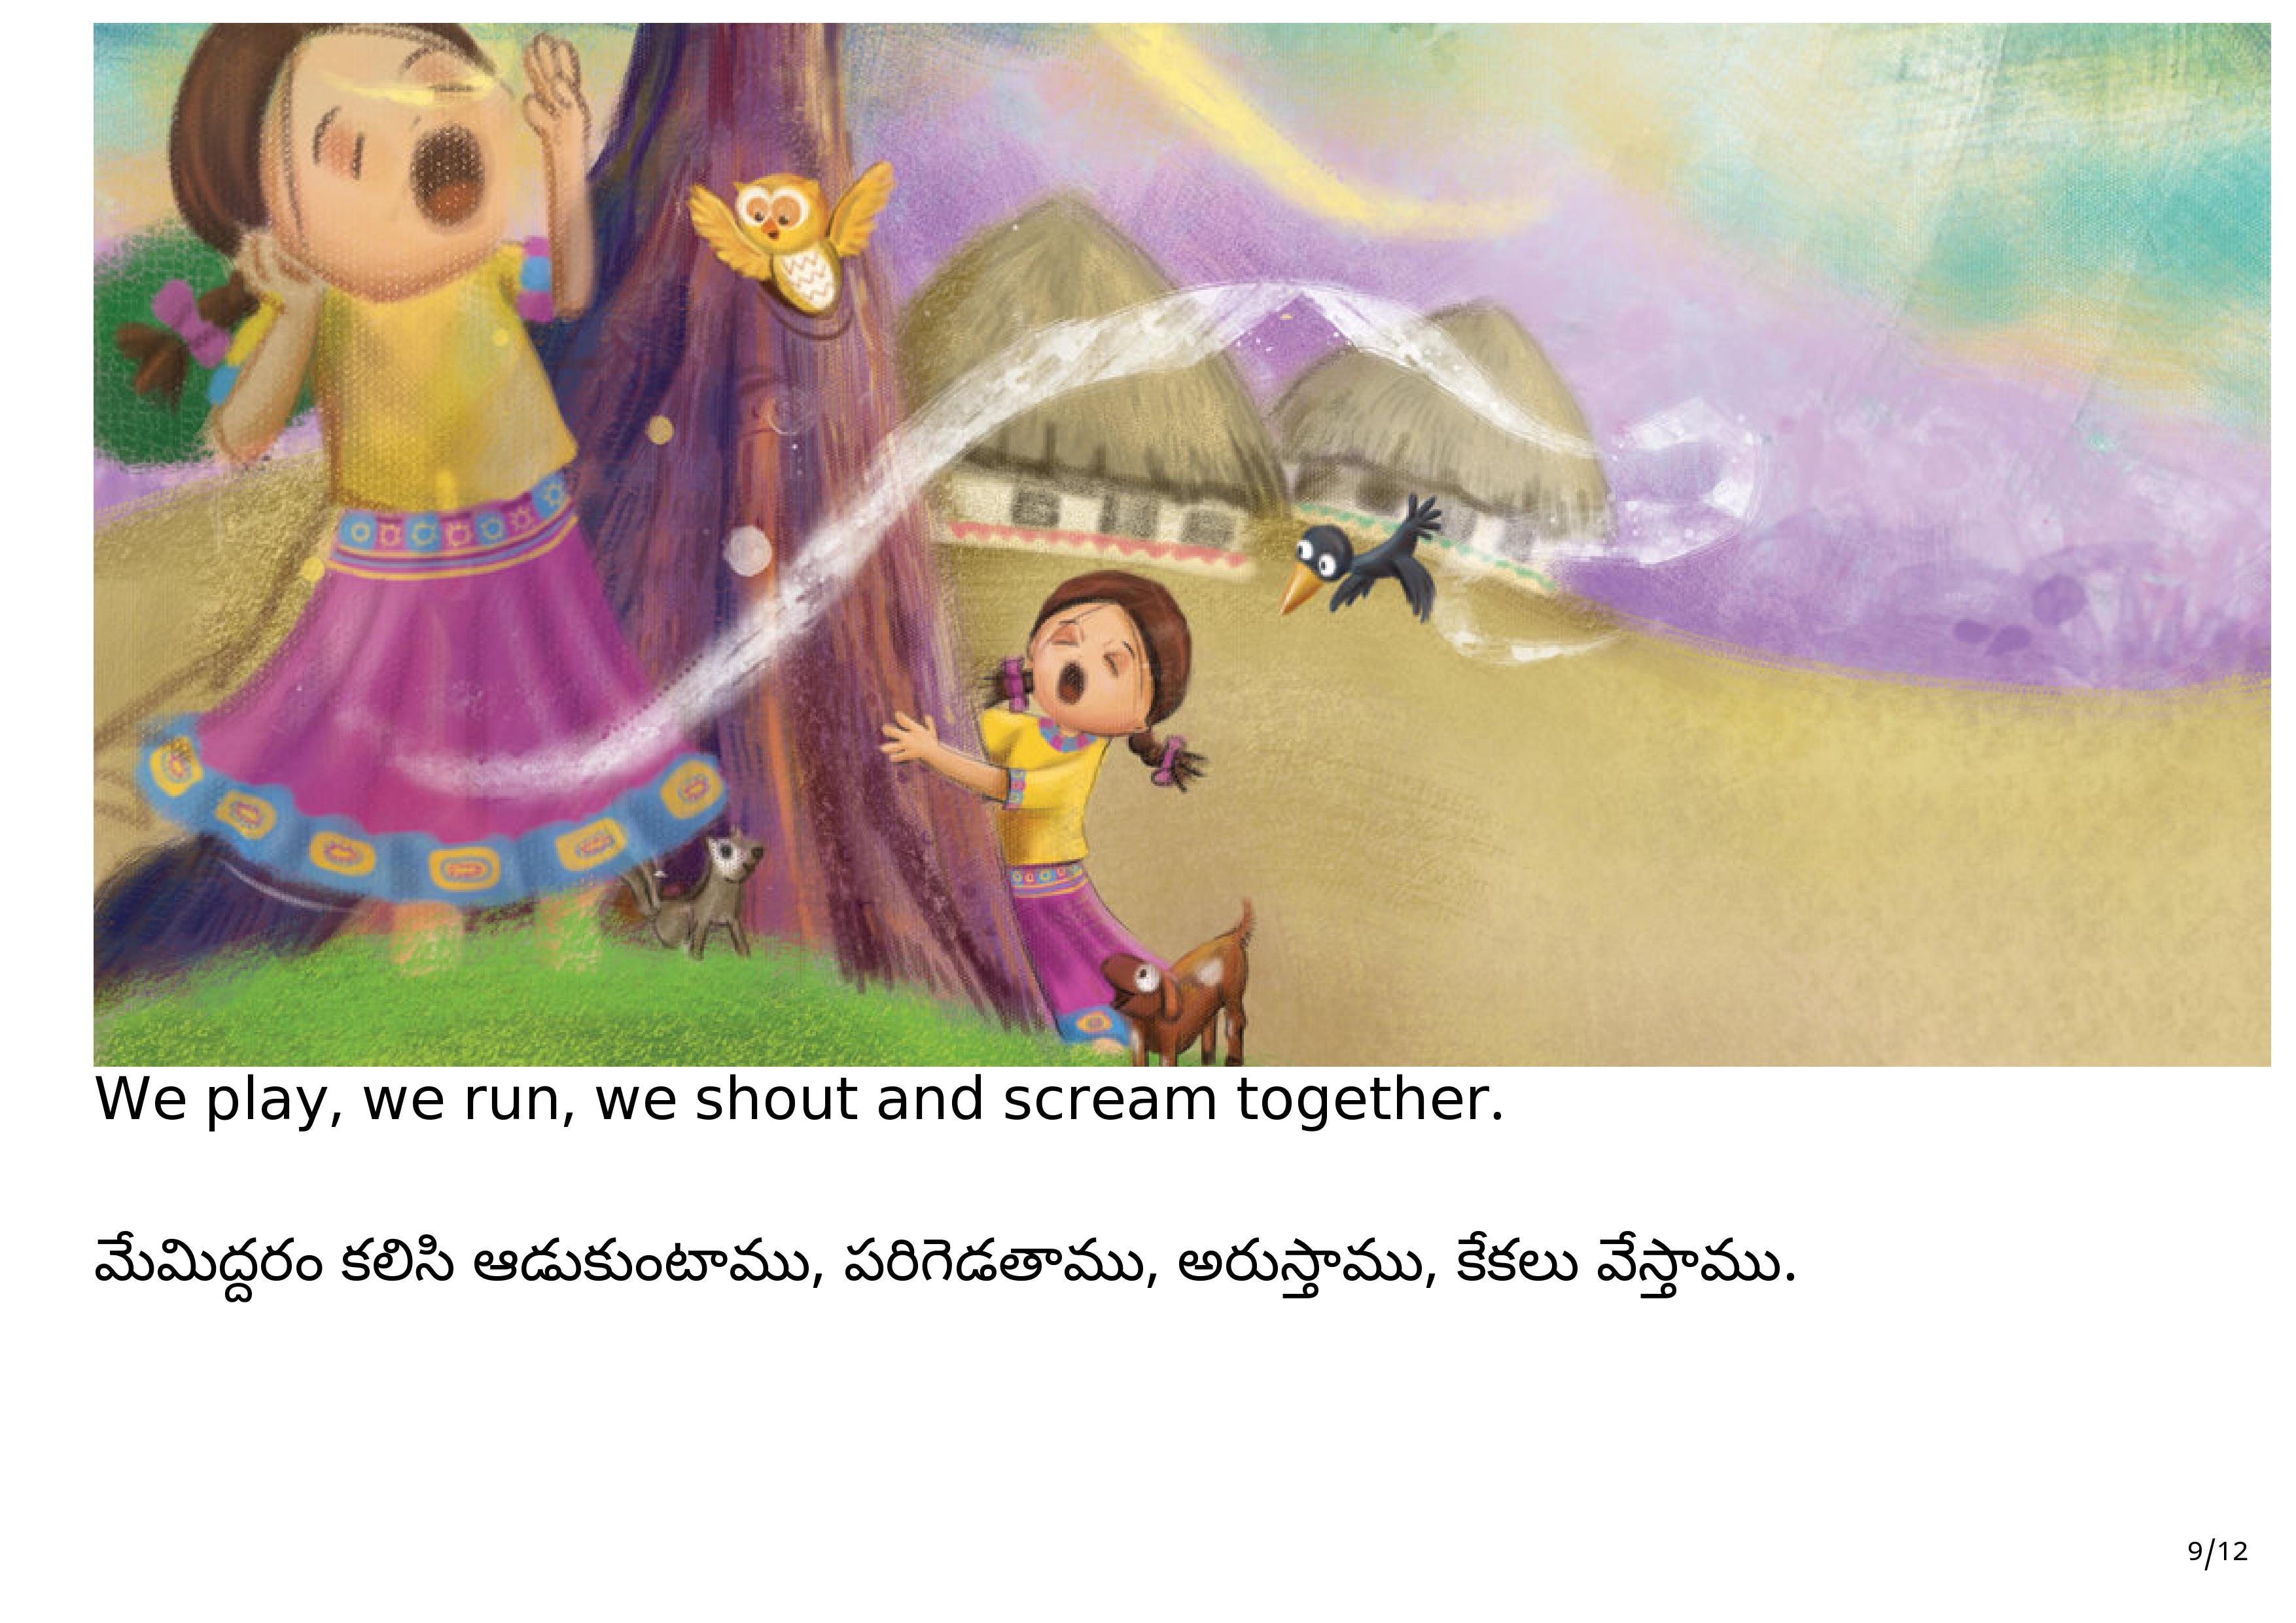 We play, we run, we shout and scream together.
మేమిద్దరం కలిసి ఆడుకుంటాము, పరిగెడతాము, అరుస్తాము, కేకలు వేస్తాము.
9/12